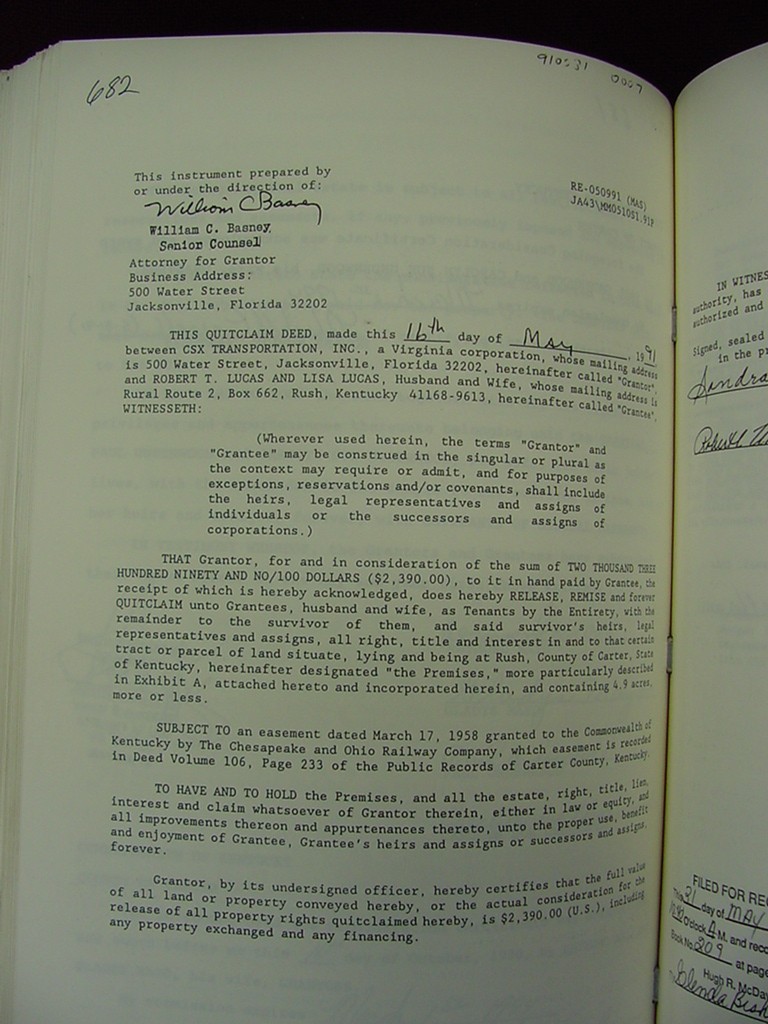 682
910531 0007
This instrument prepared by
or under the direction of:
William C Basney
William C. Basney
Senior Counsel
Attorney for Grantor
Business Address:
500 Water Street
Jacksonville, Florida 32202
RE-050991 (MAS)
JA43\MM051051.91P
THIS QUITCLAIM DEED, made this 16th day of May, 1991
between CSX TRANSPORTATION, INC., a Virginia corporation, whose mailing address
is 500 Water Street, Jacksonville, Florida 32202, hereinafter called "Grantor",
and ROBERT T. LUCAS AND LISA LUCAS, Husband and Wife, whose mailing address is
Rural Route 2, Box 662, Rush, Kentucky 41168-9613, hereinafter called "Grantee",
WITNESSETH:
(Wherever used herein, the terms "Grantor" and
"Grantee" may be construed in the singular or plural as
the context may require or admit, and for purposes of
exceptions, reservations and/or covenants, shall include
the heirs, legal representatives and assigns of
individuals or the successors and assigns of
corporations.)
THAT Grantor, for and in consideration of the sum of TWO THOUSAND THREE
HUNDRED NINETY AND NO/100 DOLLARS ($2,390.00), to it in hand paid by Grantee, the
receipt of which is hereby acknowledged, does hereby RELEASE, REMISE and forever
QUITCLAIM unto Grantees, husband and wife, as Tenants by the Entirety, with the
remainder to the survivor of them, and said survivor's heirs, legal
representatives and assigns, all right, title and interest in and to that certain
tract or parcel of land situate, lying and being at Rush, County of Carter, State
of Kentucky, hereinafter designated "the Premises," more particularly described
in Exhibit A, attached hereto and incorporated herein, and containing 4.9 acres,
more or less.
SUBJECT TO an easement dated March 17, 1958 granted to the Commonwealth of
Kentucky by The Chesapeake and Ohio Railway Company, which easement is recorded
in Deed Volume 106, Page 233 of the Public Records of Carter County, Kentucky.
TO HAVE AND TO HOLD the Premises, and all the estate, right, title, lien,
interest and claim whatsoever of Grantor therein, either in law or equity, and
all improvements thereon and appurtenances thereto, unto the proper use, benefit
and enjoyment of Grantee, Grantee's heirs and assigns or successors and assigns,
forever.
Grantor, by its undersigned officer, hereby certifies that the full value
of all land or property conveyed hereby, or the actual consideration for the
release of all property rights quitclaimed hereby, is $2,390.00 (U.S.), including
any property exchanged and any financing.
IN WITNES
authority, has
authorized and
Signed, sealed
in the pr
Sandra
FILED FOR REC
This 31 day of MAY
O'clock A M. and reco
Book No. 209 at page
Hugh R. McDa
Glenda Bish